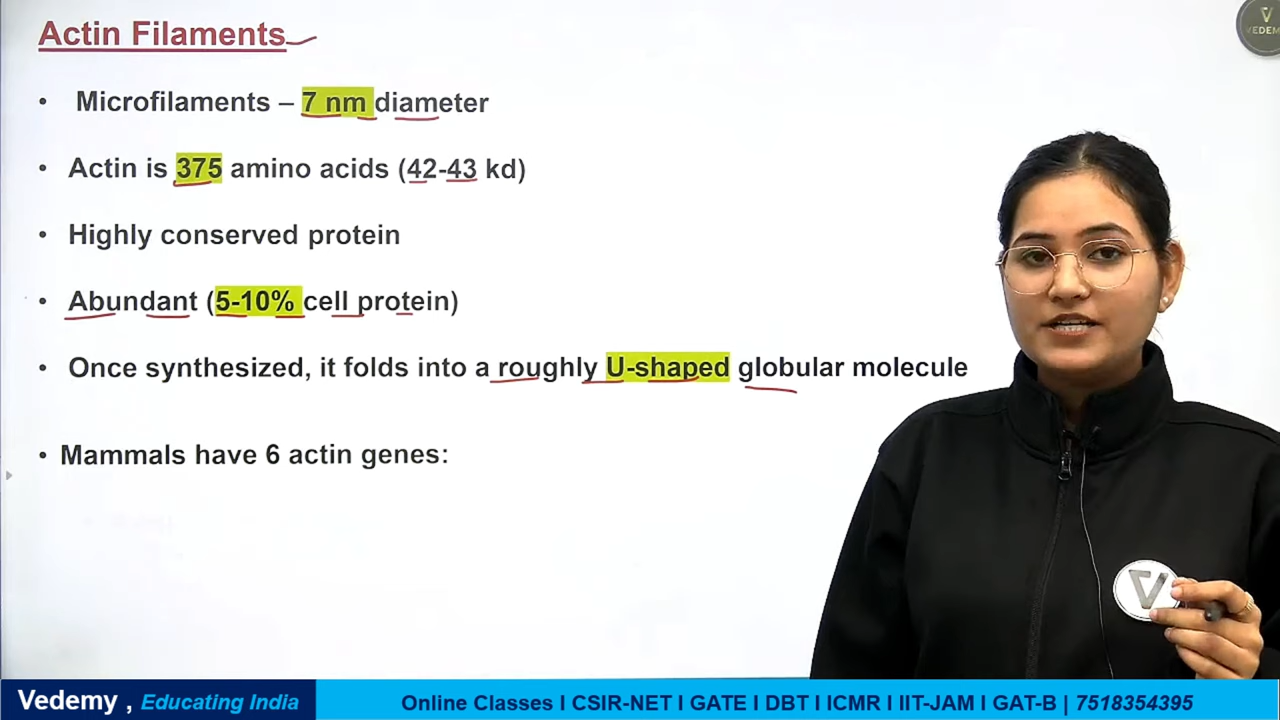 Actin Filaments
• Microfilaments – 7 nm diameter
• Actin is 375 amino acids (42-43 kd)
• Highly conserved protein
• Abundant (5-10% cell protein)
• Once synthesized, it folds into a roughly U-shaped globular molecule
• Mammals have 6 actin genes:
V
VEDEM
V
Vedemy , Educating India
Online Classes I CSIR-NET I GATE I DBT I ICMR I IIT-JAM I GAT-B | 7518354395